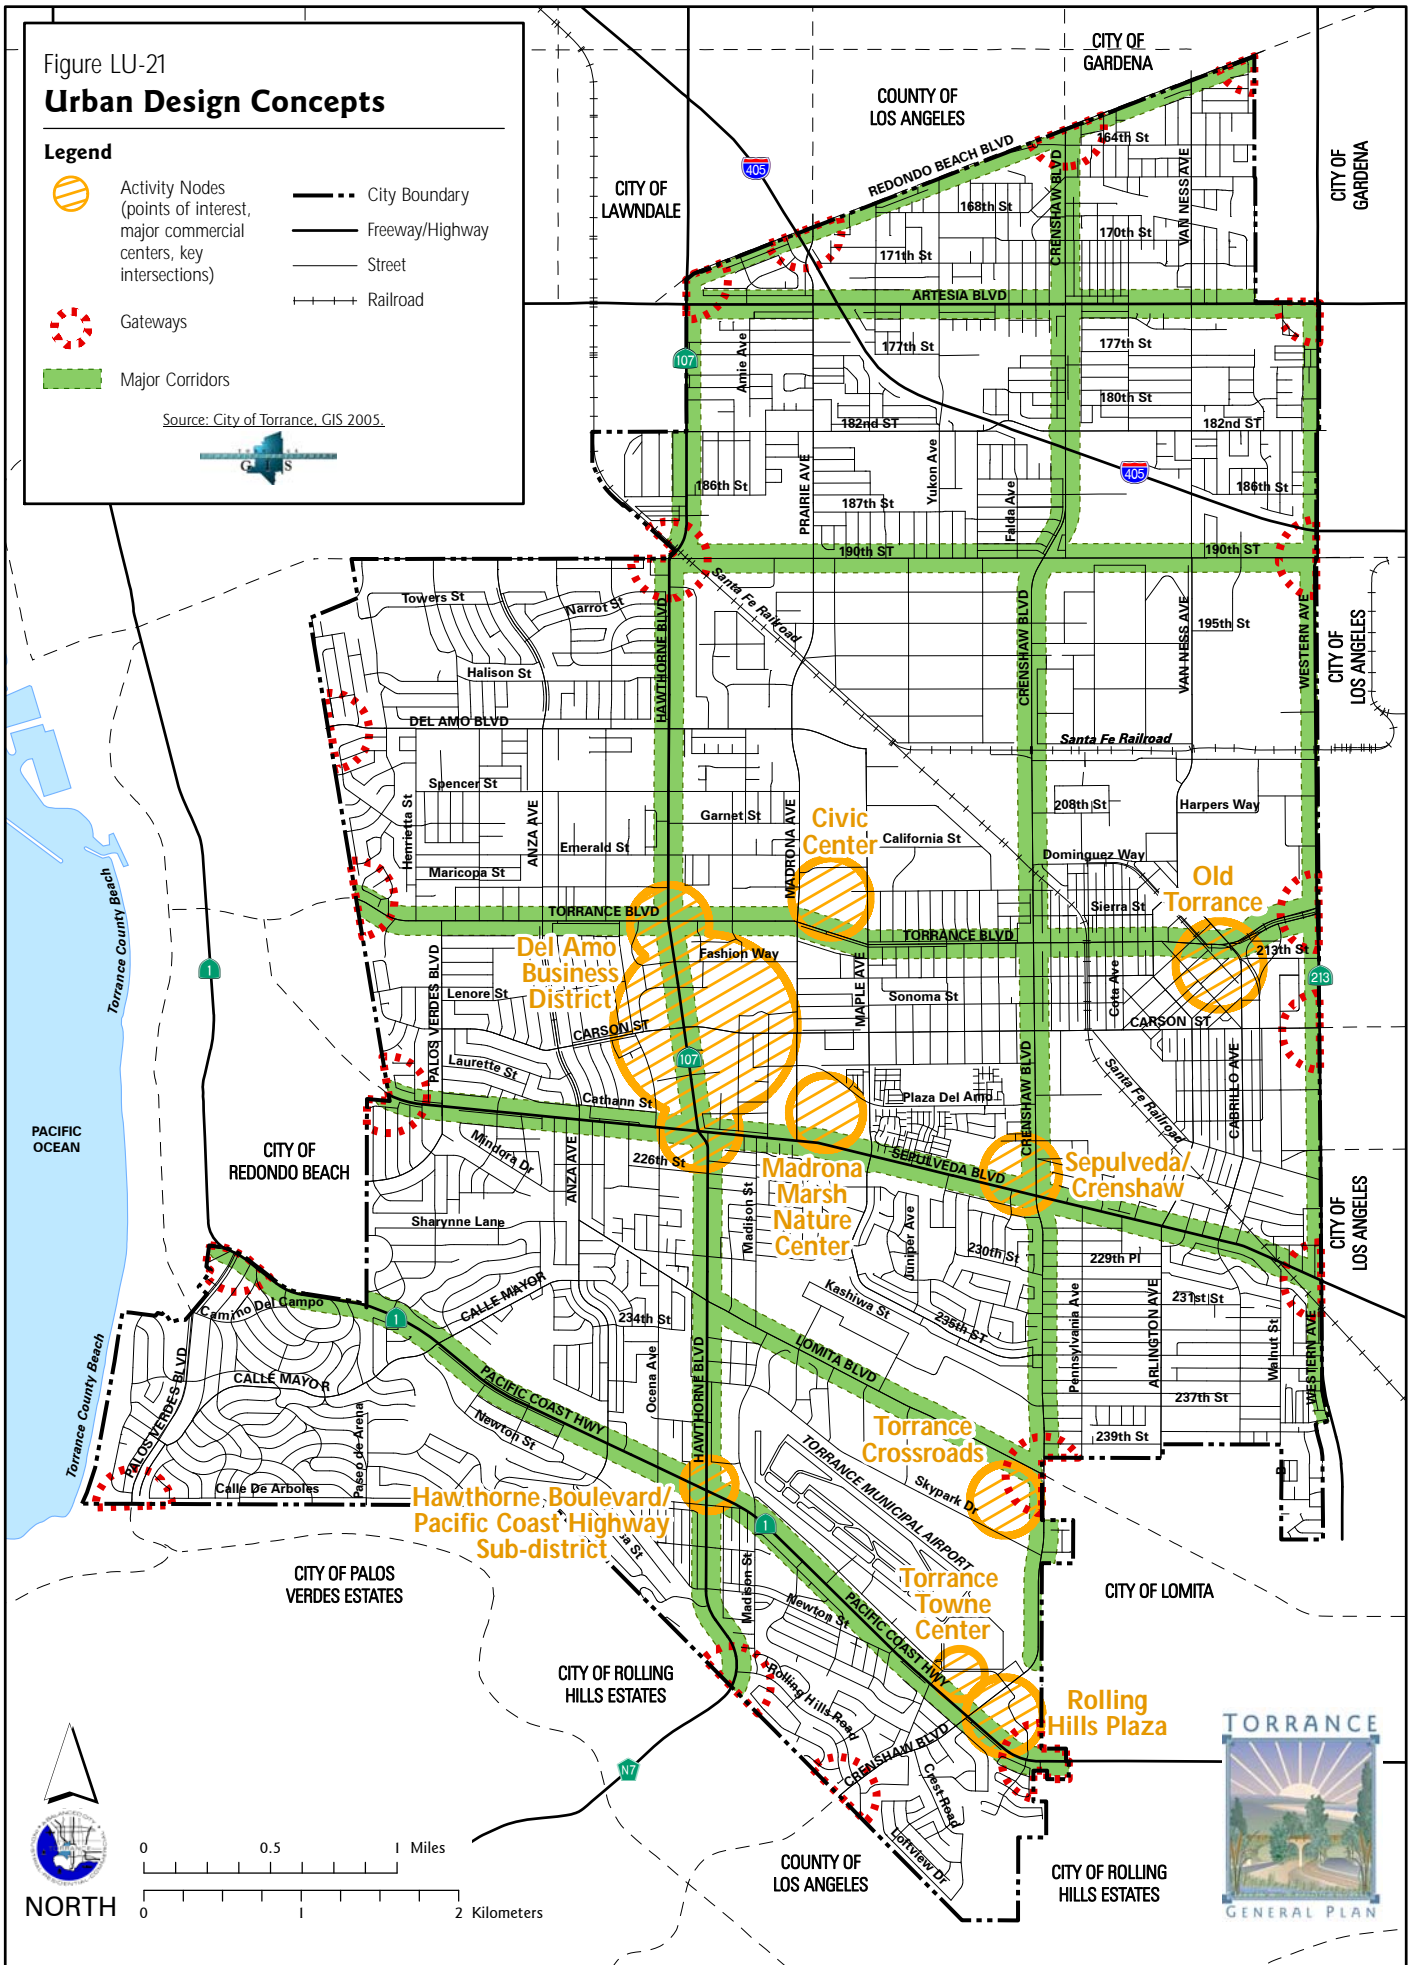 Figure LU-21
Urban Design Concepts
Legend
Activity Nodes
(points of interest,
major commercial
centers, key
intersections)
Gateways
Major Corridors
City Boundary
Freeway/Highway
Street
Railroad
Source: City of Torrance, GIS 2005.
G I S
CITY OF
GARDENA
COUNTY OF
LOS ANGELES
CITY OF
LAWNDALE
CITY OF
GARDENA
405
REDONDO BEACH BLVD
164th St
CRENSHAW BLVD
VAN NESS AVE
168th St
170th St
171th St
ARTESIA BLVD
107
Amie Ave
177th St
177th St
180th St
182nd ST
182nd ST
405
186th St
PRAIRIE AVE
Yukon Ave
187th St
Falda Ave
186th St
190th ST
190th ST
Towers St
Narrot St
Santa Fe Railroad
HAWTHORNE BLVD
CRENSHAW BLVD
VAN NESS AVE
195th St
WESTERN AVE
CITY OF
LOS ANGELES
Halison St
DEL AMO BLVD
Santa Fe Railroad
Spencer St
Henrietta St
ANZA AVE
Garnet St
MADRONA AVE
Civic
Center
208th St
Harpers Way
California St
Emerald St
Maricopa St
Dominguez Way
Old
Torrance
Sierra St
TORRANCE BLVD
TORRANCE BLVD
213th St
Del Amo
Business
District
Fashion Way
PALOS VERDES BLVD
MAPLE AVE
Cota Ave
213
1
Lenore St
Sonoma St
CARSON ST
CARSON ST
Laurette St
107
CRENSHAW BLVD
Santa Fe Railroad
CABRILLO AVE
Cathann St
Plaza Del Amo
Torrance County Beach
PACIFIC
OCEAN
CITY OF
REDONDO BEACH
Mindora Dr
ANZA AVE
226th St
SEPULVEDA BLVD
Madrona
Marsh
Nature
Center
Sepulveda/
Crenshaw
Madison St
Juniper Ave
Sharynne Lane
230th St
229th Pl
CITY OF
LOS ANGELES
Camino Del Campo
CALLE MAYOR
1
234th St
Kashiwa St
235th ST
Pennsylvania Ave
ARLINGTON AVE
231st St
Walnut St
WESTERN AVE
LOMITA BLVD
Torrance County Beach
PALOS VERDES BLVD
CALLE MAYOR
PACIFIC COAST HWY
Ocena Ave
HAWTHORNE BLVD
237th St
Paseo de Arena
Newton St
239th St
Torrance
Crossroads
TORRANCE MUNICIPAL AIRPORT
Skypark Dr
Calle De Arboles
Hawthorne Boulevard/
Pacific Coast Highway
Sub-district
1
CITY OF PALOS
VERDES ESTATES
Madison St
Newton St
PACIFIC COAST HWY
Torrance
Towne
Center
CITY OF LOMITA
CITY OF ROLLING
HILLS ESTATES
Rolling Hills Road
Rolling
Hills Plaza
CRENSHAW BLVD
N7
Crest Road
Loftview Dr
COUNTY OF
LOS ANGELES
CITY OF ROLLING
HILLS ESTATES
NORTH
0 0.5 1 Miles
0 1 2 Kilometers
TORRANCE
GENERAL PLAN